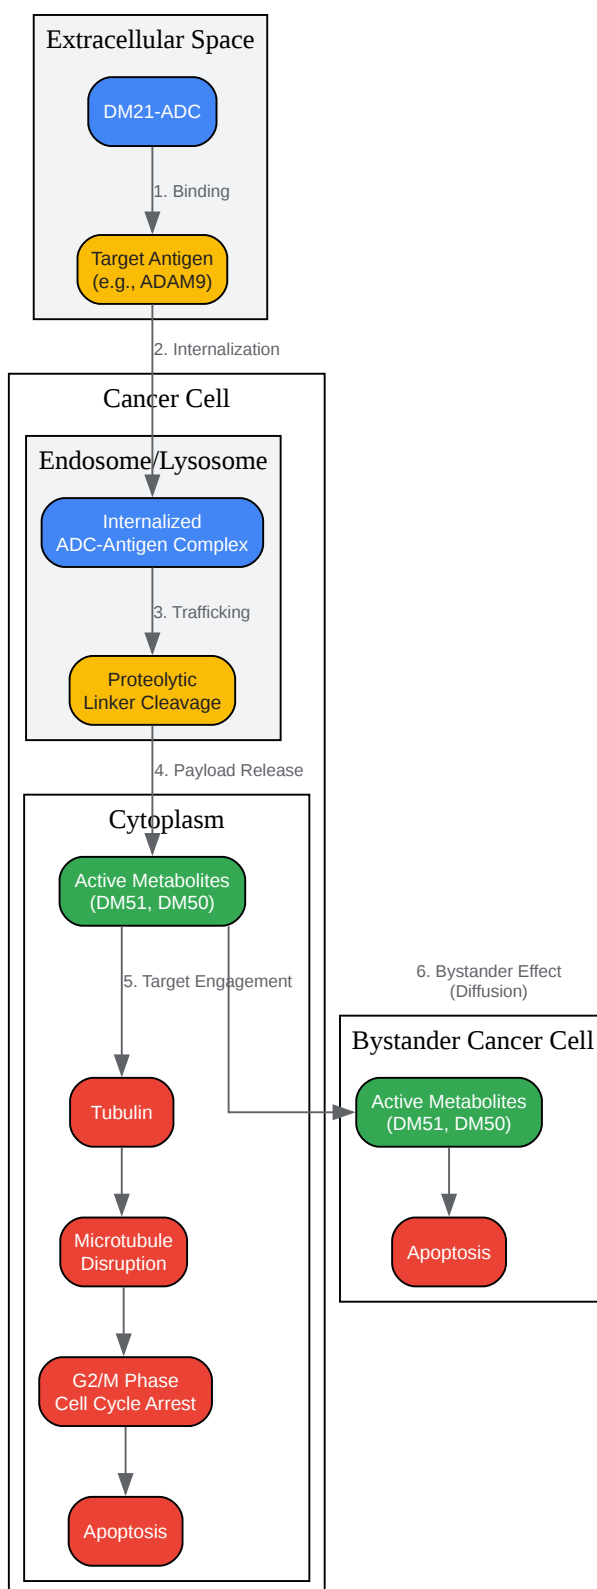 Extracellular Space
DM21-ADC
1. Binding
Target Antigen
(e.g., ADAM9)
2. Internalization
Cancer Cell
Endosome/Lysosome
Internalized
ADC-Antigen Complex
3. Trafficking
Proteolytic
Linker Cleavage
4. Payload Release
Cytoplasm
Active Metabolites
(DM51, DM50)
5. Target Engagement
6. Bystander Effect
(Diffusion)
Bystander Cancer Cell
Active Metabolites
(DM51, DM50)
Tubulin
Microtubule
Disruption
Apoptosis
G2/M Phase
Cell Cycle Arrest
Apoptosis